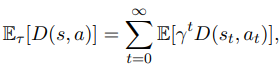 𝔼_τ[D(s, a)] = ∑_{t=0}^{∞} 𝔼[γ^t D(s_t, a_t)],